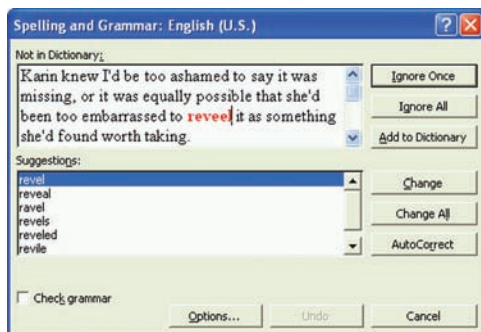 Spelling and Grammar: English (U.S.)
Not in Dictionary:
Karin knew I'd be too ashamed to say it was
missing, or it was equally possible that she'd
been too embarrassed to reveel it as something
she'd found worth taking.
Ignore Once
Ignore All
Add to Dictionary
Suggestions:
revel
reveal
ravel
revels
reveled
revile
Change
Change All
AutoCorrect
Check grammar
Options...
Undo
Cancel